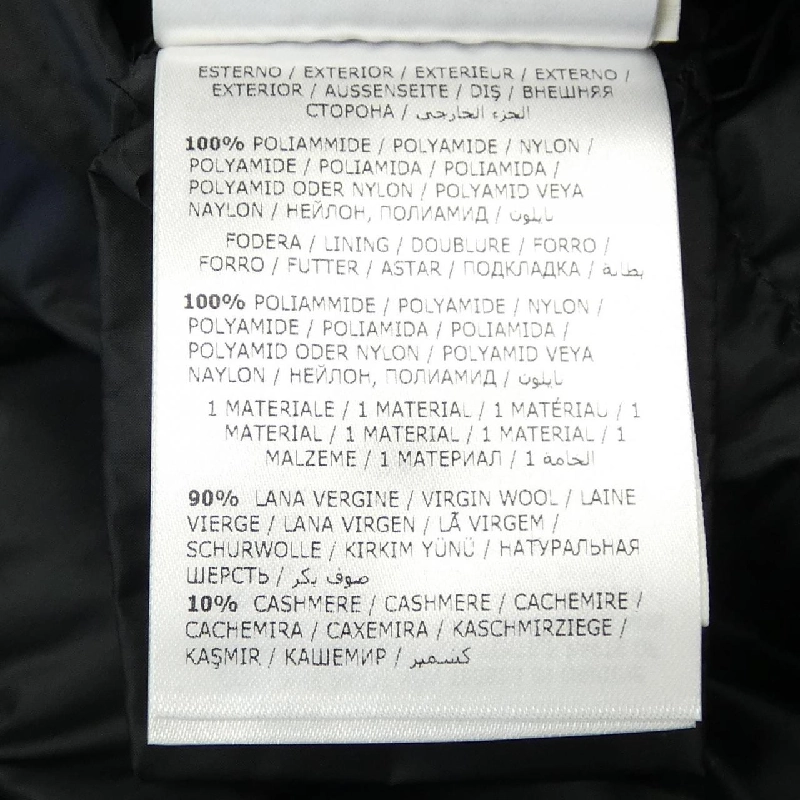 ESTERNO / EXTERIOR / EXTERIEUR / EXTERNO /
EXTERIOR / AUSSENSEITE / DIŞ / ВНЕШНЯЯ
СТОРОНА / الجزء الخارجي
100% POLIAMMIDE / POLYAMIDE / NYLON /
POLYAMIDE / POLIAMIDA / POLIAMIDA /
POLYAMID ODER NYLON / POLYAMID VEYA
NAYLON / НЕЙЛОН, ПОЛИАМИД / نايلون
FODERA / LINING / DOUBLURE / FORRO /
FORRO / FUTTER / ASTAR / ПОДКЛАДКА / بطانة
100% POLIAMMIDE / POLYAMIDE / NYLON /
POLYAMIDE / POLIAMIDA / POLIAMIDA /
POLYAMID ODER NYLON / POLYAMID VEYA
NAYLON / НЕЙЛОН, ПОЛИАМИД / نايلون
1 MATERIALE / 1 MATERIAL / 1 MATÉRIAU / 1
MATERIAL / 1 MATERIAL / 1 MATERIAL / 1
MALZEME / 1 МАТЕРИАЛ / 1 الخامة
90% LANA VERGINE / VIRGIN WOOL / LAINE
VIERGE / LANA VIRGEN / LÃ VIRGEM /
SCHURWOLLE / KIRKIM YÜNÜ / НАТУРАЛЬНАЯ
ШЕРСТЬ / صوف بكر
10% CASHMERE / CASHMERE / CACHEMIRE /
CACHEMIRA / CAXEMIRA / KASCHMIRZIEGE /
KAŞMIR / КАШЕМИР / كشمير